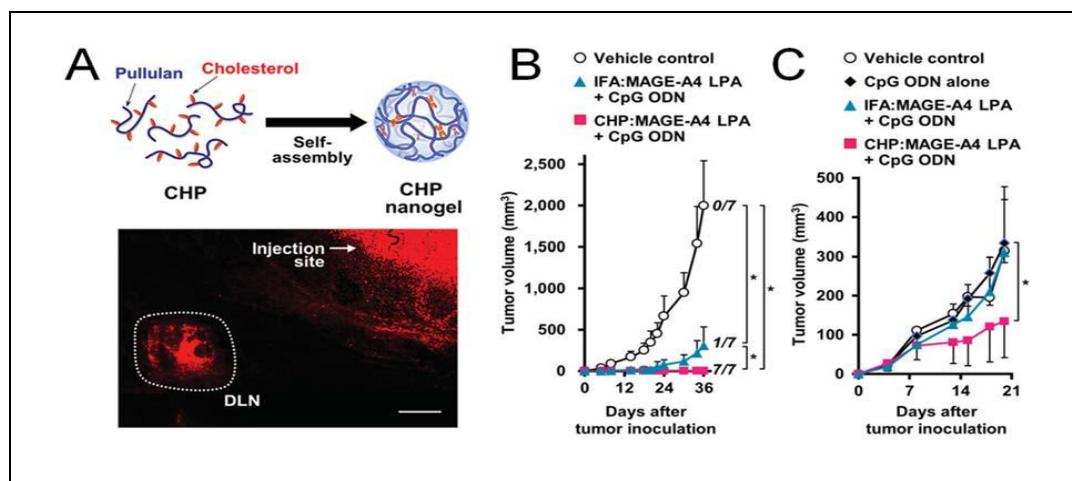 A
Pullulan
Cholesterol
Self-
assembly
CHP
CHP
nanogel
Injection
site
DLN
B
Vehicle control
IFA:MAGE-A4 LPA
+ CpG ODN
CHP:MAGE-A4 LPA
+ CpG ODN
Tumor volume (mm³)
2,500
2,000
1,500
1,000
500
0
0 12 24 36
0/7
1/7
7/7
*
*
*
Days after
tumor inoculation
C
Vehicle control
CpG ODN alone
IFA:MAGE-A4 LPA
+ CpG ODN
CHP:MAGE-A4 LPA
+ CpG ODN
Tumor volume (mm³)
500
400
300
200
100
0
0 7 14 21
*
Days after
tumor inoculation